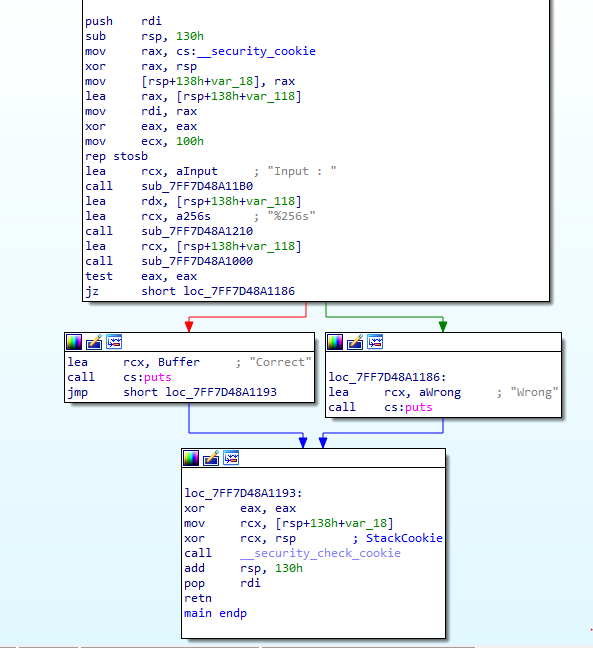 push    rdi
sub     rsp, 130h
mov     rax, cs:__security_cookie
xor     rax, rsp
mov     [rsp+138h+var_18], rax
lea     rax, [rsp+138h+var_118]
mov     rdi, rax
xor     eax, eax
mov     ecx, 100h
rep stosb
lea     rcx, aInput     ; "Input : "
call    sub_7FF7D48A11B0
lea     rdx, [rsp+138h+var_118]
lea     rcx, a256s      ; "%256s"
call    sub_7FF7D48A1210
lea     rcx, [rsp+138h+var_118]
call    sub_7FF7D48A1000
test    eax, eax
jz      short loc_7FF7D48A1186
lea     rcx, Buffer     ; "Correct"
call    cs:puts
jmp     short loc_7FF7D48A1193
loc_7FF7D48A1186:
lea     rcx, aWrong     ; "Wrong"
call    cs:puts
loc_7FF7D48A1193:
xor     eax, eax
mov     rcx, [rsp+138h+var_18]
xor     rcx, rsp        ; StackCookie
call    __security_check_cookie
add     rsp, 130h
pop     rdi
retn
main endp